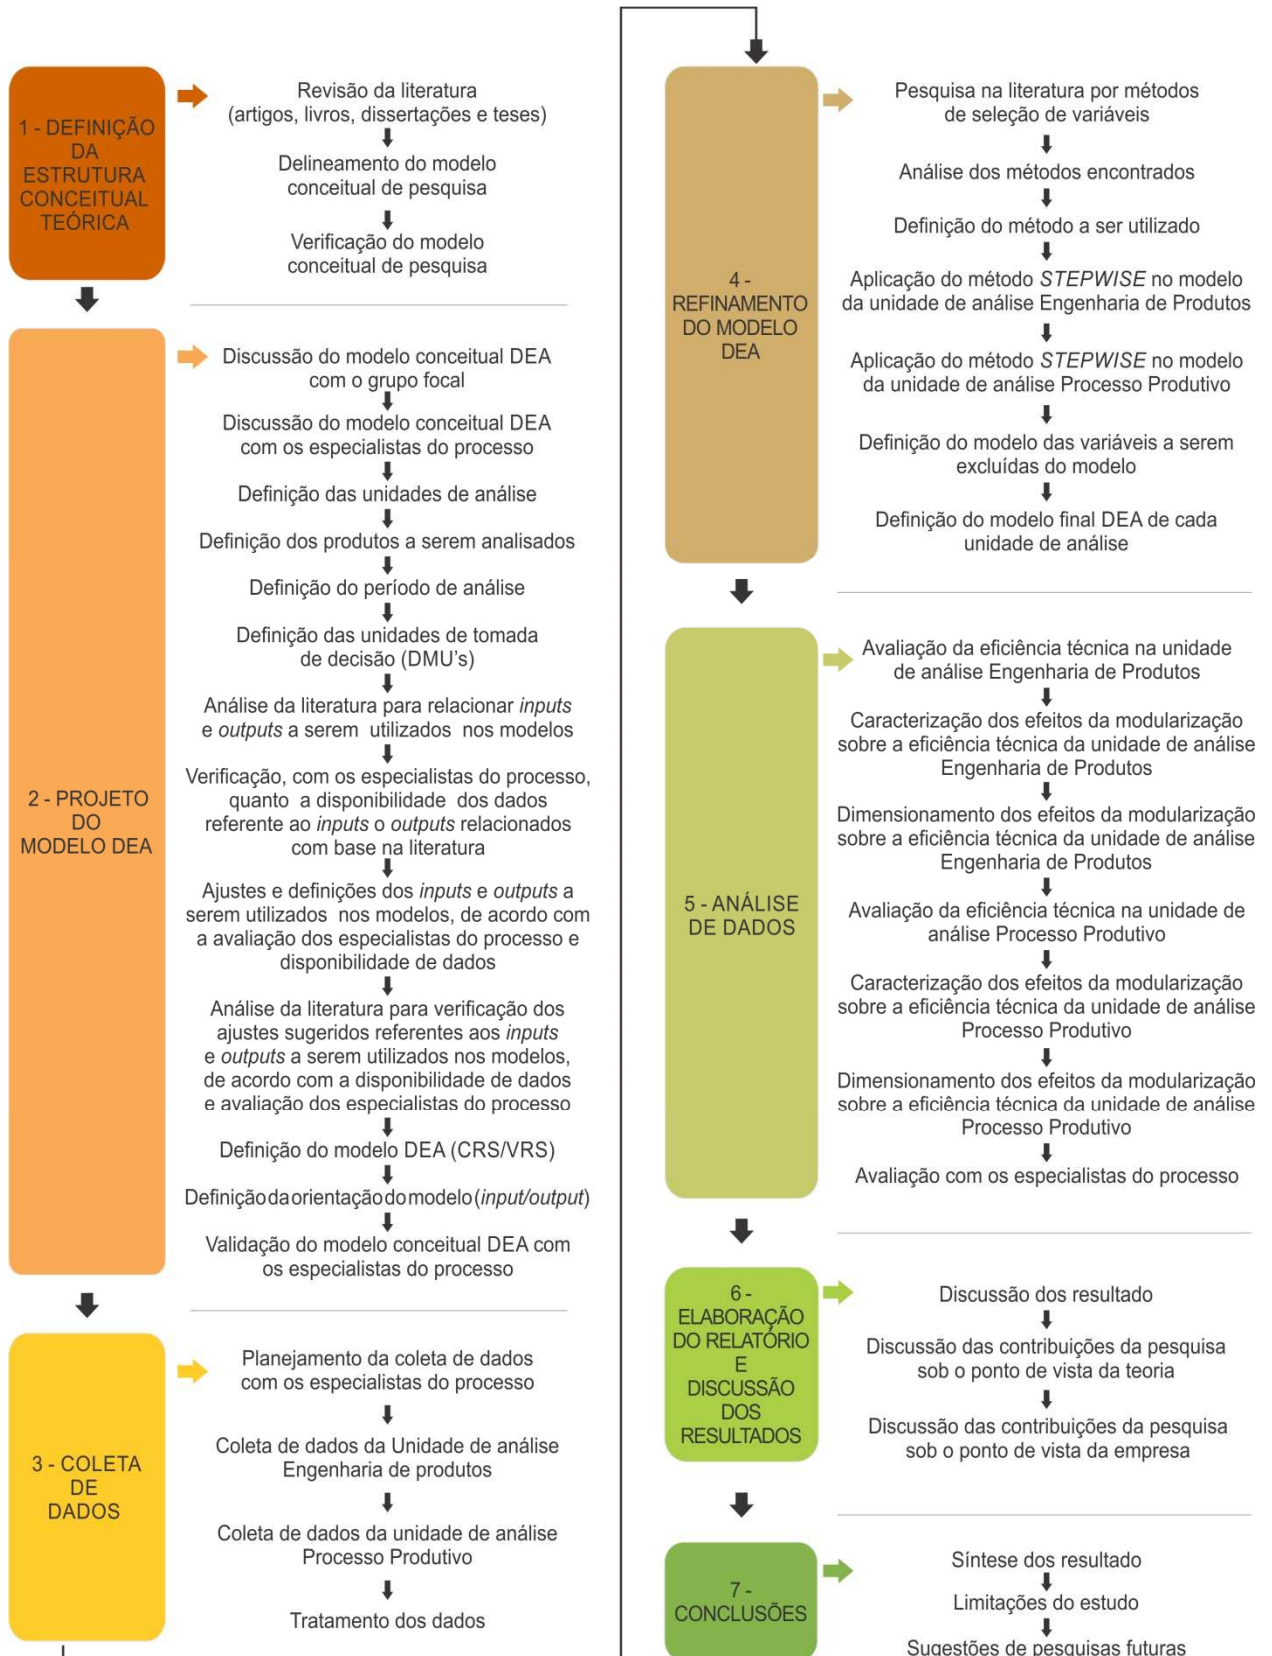 1 - DEFINIÇÃO
DA
ESTRUTURA
CONCEITUAL
TEÓRICA
Revisão da literatura
(artigos, livros, dissertações e teses)
Delineamento do modelo
conceitual de pesquisa
Verificação do modelo
conceitual de pesquisa
2 - PROJETO
DO
MODELO DEA
Discussão do modelo conceitual DEA
com o grupo focal
Discussão do modelo conceitual DEA
com os especialistas do processo
Definição das unidades de análise
Definição dos produtos a serem analisados
Definição do período de análise
Definição das unidades de tomada
de decisão (DMU's)
Análise da literatura para relacionar inputs
e outputs a serem utilizados nos modelos
Verificação, com os especialistas do processo,
quanto a disponibilidade dos dados
referente ao inputs o outputs relacionados
com base na literatura
Ajustes e definições dos inputs e outputs a
serem utilizados nos modelos, de acordo com
a avaliação dos especialistas do processo e
disponibilidade de dados
Análise da literatura para verificação dos
ajustes sugeridos referentes aos inputs
e outputs a serem utilizados nos modelos,
de acordo com a disponibilidade de dados
e avaliação dos especialistas do processo
Definição do modelo DEA (CRS/VRS)
Definição da orientação do modelo (input/output)
Validação do modelo conceitual DEA com
os especialistas do processo
3 - COLETA
DE
DADOS
Planejamento da coleta de dados
com os especialistas do processo
Coleta de dados da Unidade de análise
Engenharia de produtos
Coleta de dados da unidade de análise
Processo Produtivo
Tratamento dos dados
4 -
REFINAMENTO
DO MODELO
DEA
Pesquisa na literatura por métodos
de seleção de variáveis
Análise dos métodos encontrados
Definição do método a ser utilizado
Aplicação do método STEPWISE no modelo
da unidade de análise Engenharia de Produtos
Aplicação do método STEPWISE no modelo
da unidade de análise Processo Produtivo
Definição do modelo das variáveis a serem
excluídas do modelo
Definição do modelo final DEA de cada
unidade de análise
5 - ANÁLISE
DE DADOS
Avaliação da eficiência técnica na unidade
de análise Engenharia de Produtos
Caracterização dos efeitos da modularização
sobre a eficiência técnica da unidade de análise
Engenharia de Produtos
Dimensionamento dos efeitos da modularização
sobre a eficiência técnica da unidade de análise
Engenharia de Produtos
Avaliação da eficiência técnica na unidade de
análise Processo Produtivo
Caracterização dos efeitos da modularização
sobre a eficiência técnica da unidade de análise
Processo Produtivo
Dimensionamento dos efeitos da modularização
sobre a eficiência técnica da unidade de análise
Processo Produtivo
Avaliação com os especialistas do processo
6 -
ELABORAÇÃO
DO RELATÓRIO
E
DISCUSSÃO
DOS
RESULTADOS
Discussão dos resultado
Discussão das contribuições da pesquisa
sob o ponto de vista da teoria
Discussão das contribuições da pesquisa
sob o ponto de vista da empresa
7 -
CONCLUSÕES
Síntese dos resultado
Limitações do estudo
Sugestões de pesquisas futuras